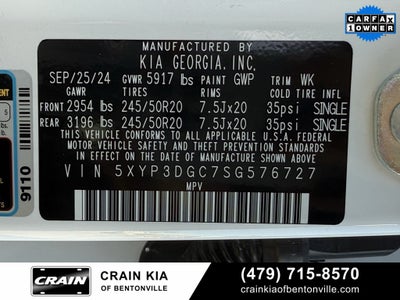 CARFAX
1 OWNER
MANUFACTURED BY
KIA GEORGIA, INC.
SEP/25/24 GVWR 5917 lbs PAINT GWP TRIM WK
GAWR TIRES RIMS COLD TIRE INFL
FRONT 2954 lbs 245/50R20 7.5Jx20 35psi SINGLE
REAR 3196 lbs 245/50R20 7.5Jx20 35psi SINGLE
THIS VEHICLE CONFORMS TO ALL APPLICABLE U.S.A FEDERAL
MOTOR VEHICLE SAFETY AND THEFT PREVENTION STANDARDS
IN EFFECT ON THE DATE OF MANUFACTURE SHOWN ABOVE.
VIN 5XYP3DGC7SG576727
MPV
9110
CRAIN
CRAIN KIA
OF BENTONVILLE
(479) 715-8570
CRAINKIA
OFBENTONVILLE.com